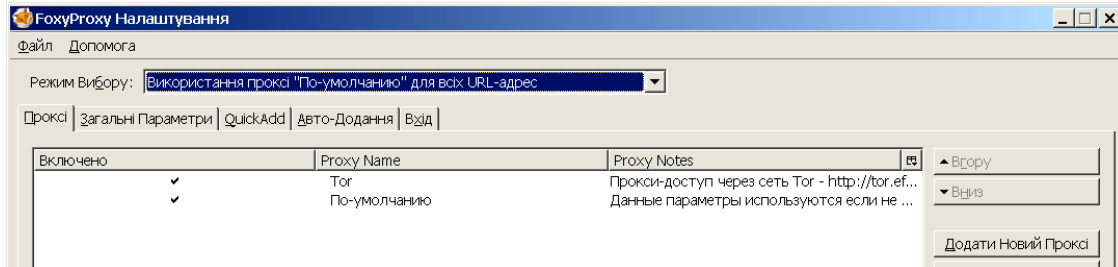 FoxyProxy Налаштування
Файл Допомога
Режим Вибору: Використання проксі "По-умолчанию" для всіх URL-адрес
Проксі Загальні Параметри QuickAdd Авто-Додання Вхід
Включено Proxy Name Proxy Notes Вгору
Tor Прокси-доступ через сеть Tor - http://tor.ef...
Вниз
По-умолчанию Данные параметры используются если не ...
Додати Новий Проксі